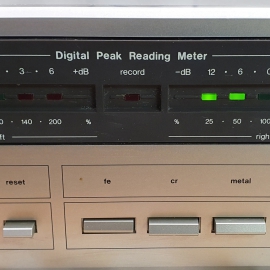 Digital Peak Reading Meter
· 3 · 6 +dB record -dB 12 · 6 · 0
0 · 140 · 200 % % 25 · 50 · 100
ft right
reset fe cr metal